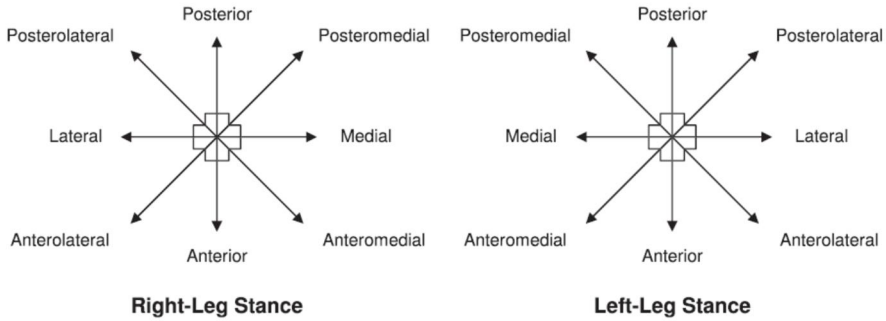 Posterior
Posterolateral
Posteromedial
Lateral
Medial
Anterolateral
Anteromedial
Anterior
Right-Leg Stance
Posterior
Posteromedial
Posterolateral
Medial
Lateral
Anteromedial
Anterolateral
Anterior
Left-Leg Stance